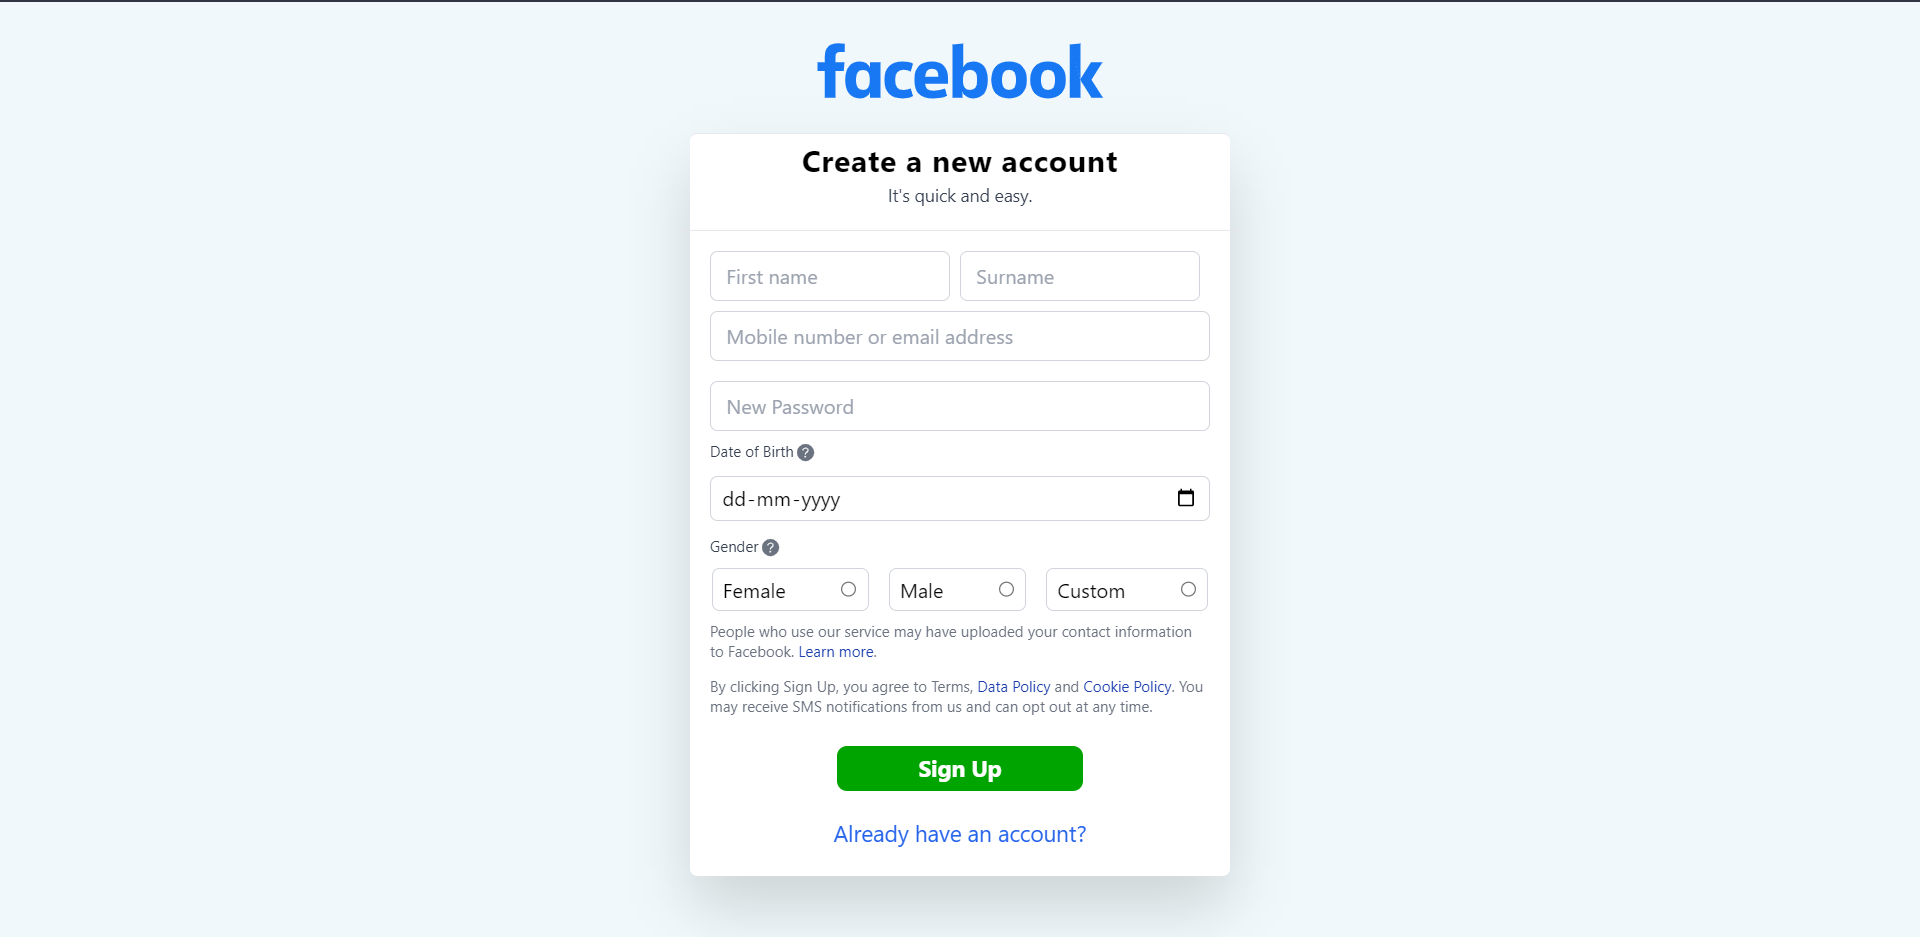 facebook
Create a new account
It's quick and easy.
First name
Surname
Mobile number or email address
New Password
Date of Birth ?
dd-mm-yyyy
Gender ?
Female
Male
Custom
People who use our service may have uploaded your contact information
to Facebook. Learn more.
By clicking Sign Up, you agree to Terms, Data Policy and Cookie Policy. You
may receive SMS notifications from us and can opt out at any time.
Sign Up
Already have an account?